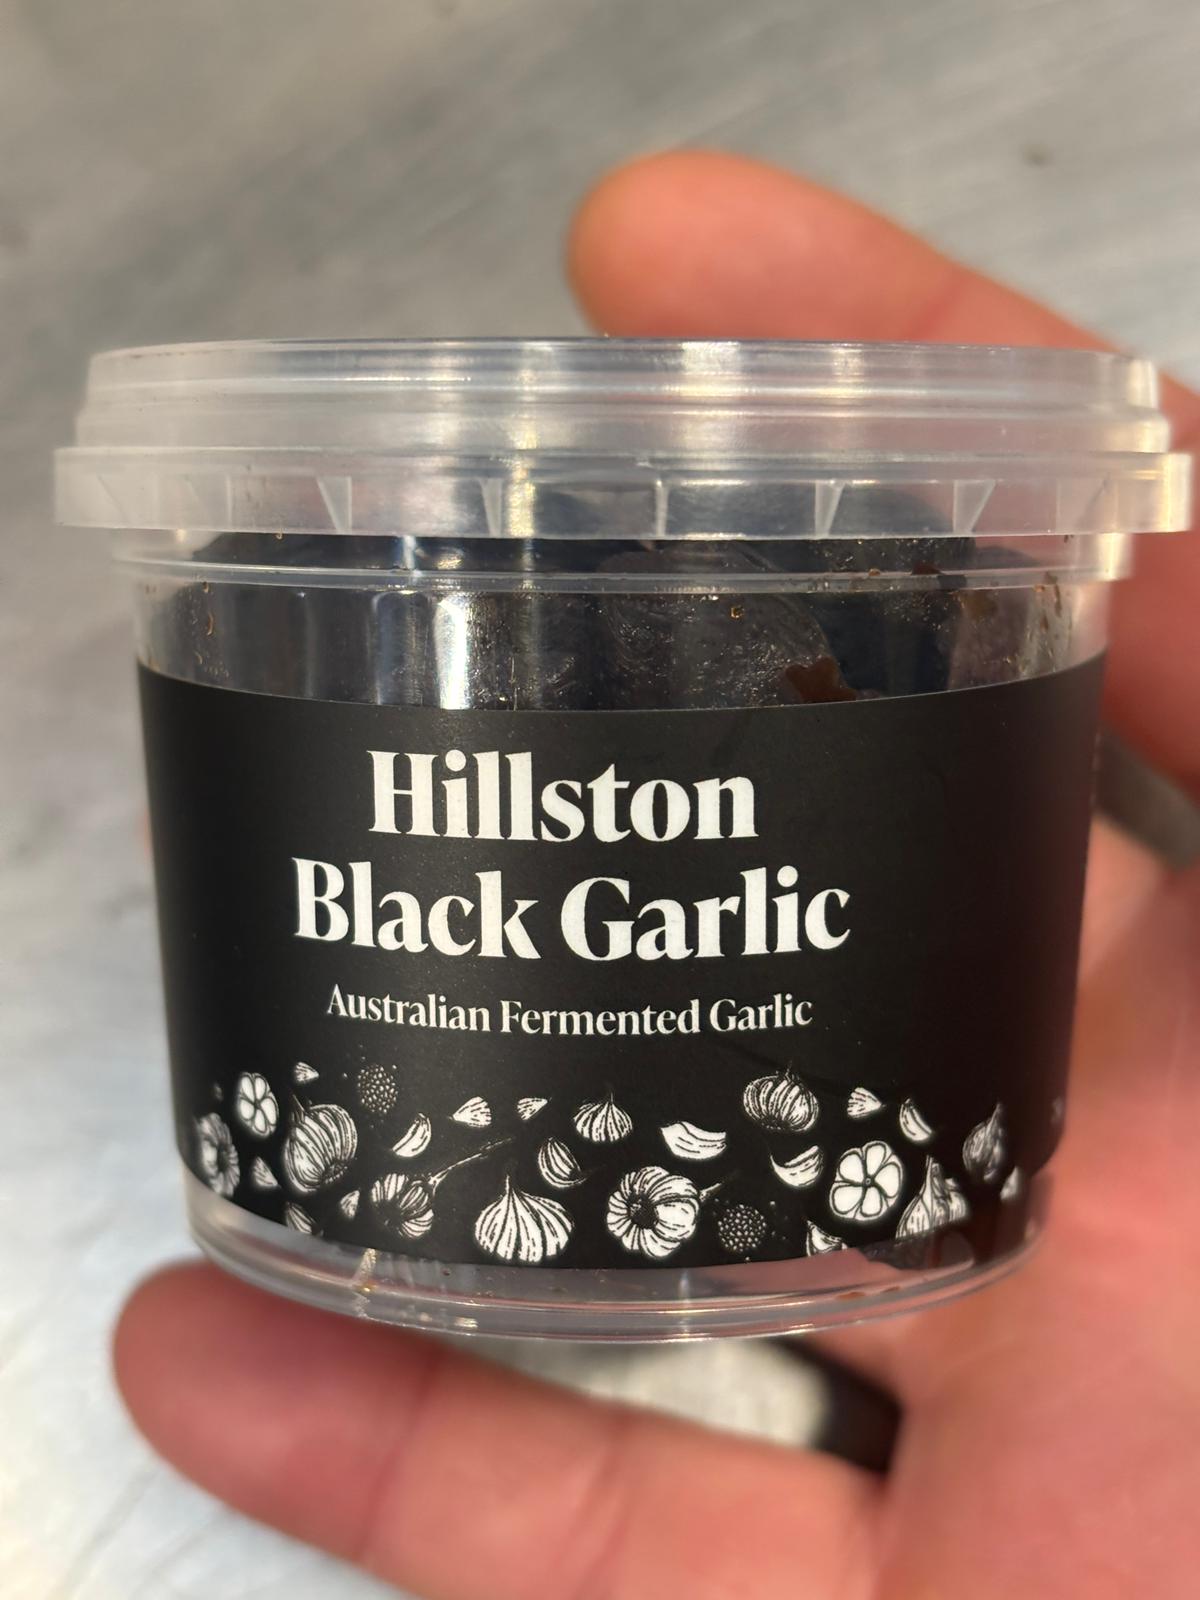 Hillston
Black Garlic
Australian Fermented Garlic